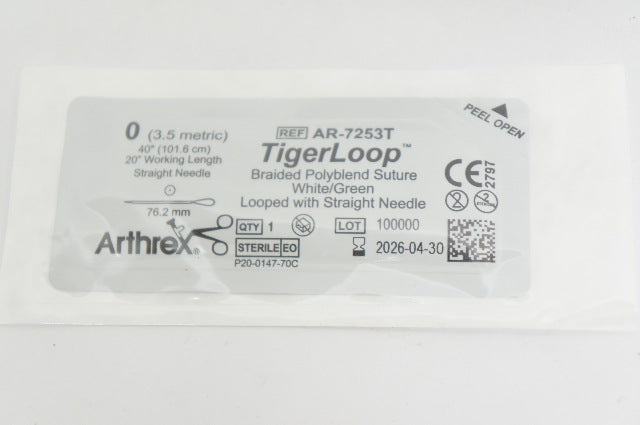 0 (3.5 metric)
40" (101.6 cm)
20" Working Length
Straight Needle
76.2 mm
Arthrex®
REF AR-7253T
TigerLoop™
Braided Polyblend Suture
White/Green
Looped with Straight Needle
QTY 1
LOT 100000
STERILE EO
2026-04-30
P20-0147-70C
PEEL OPEN
CE 2797